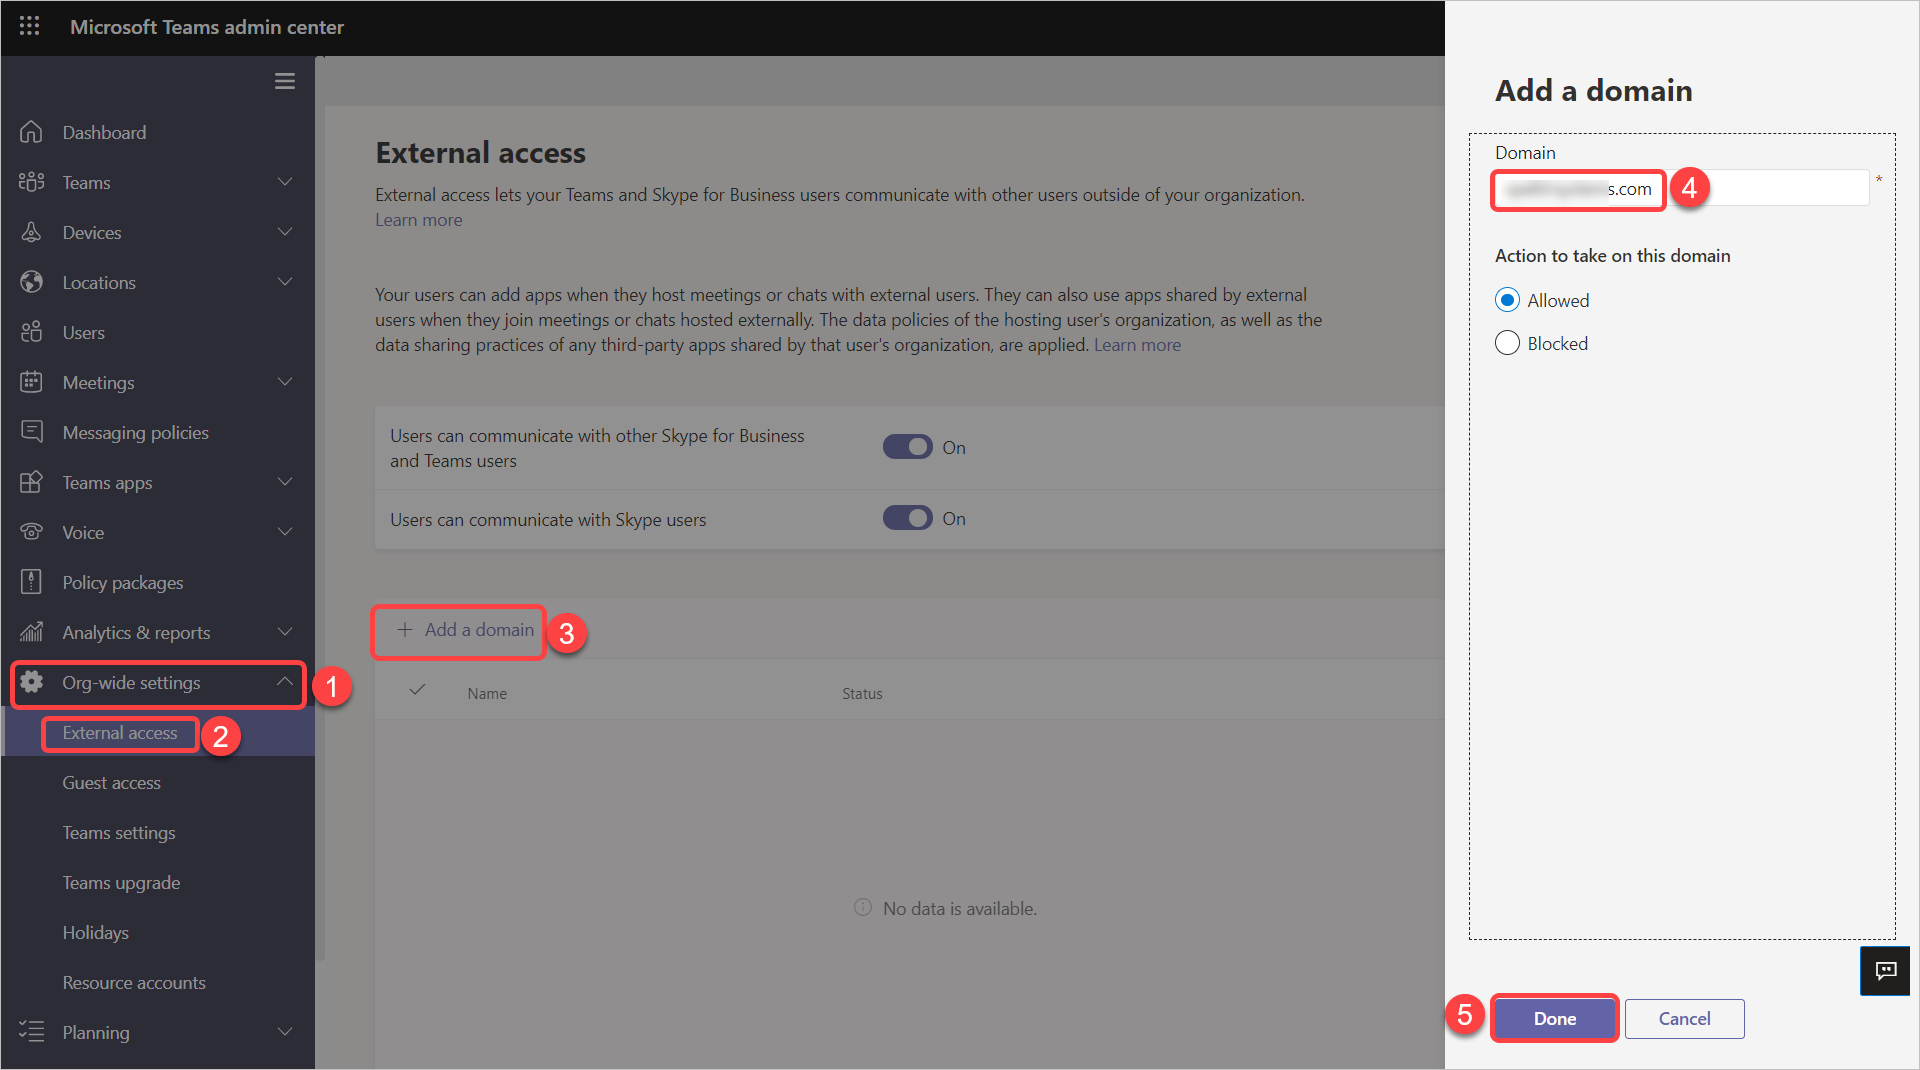 Microsoft Teams admin center
Dashboard
Teams
Devices
Locations
Users
Meetings
Messaging policies
Teams apps
Voice
Policy packages
Analytics & reports
Org-wide settings
1
External access
2
Guest access
Teams settings
Teams upgrade
Holidays
Resource accounts
Planning
External access
External access lets your Teams and Skype for Business users communicate with other users outside of your organization.
Learn more
Your users can add apps when they host meetings or chats with external users. They can also use apps shared by external
users when they join meetings or chats hosted externally. The data policies of the hosting user's organization, as well as the
data sharing practices of any third-party apps shared by that user's organization, are applied. Learn more
Users can communicate with other Skype for Business
and Teams users
On
Users can communicate with Skype users
On
+ Add a domain
3
Name Status
No data is available.
Add a domain
Domain
s.com
*
4
Action to take on this domain
Allowed
Blocked
5
Done
Cancel